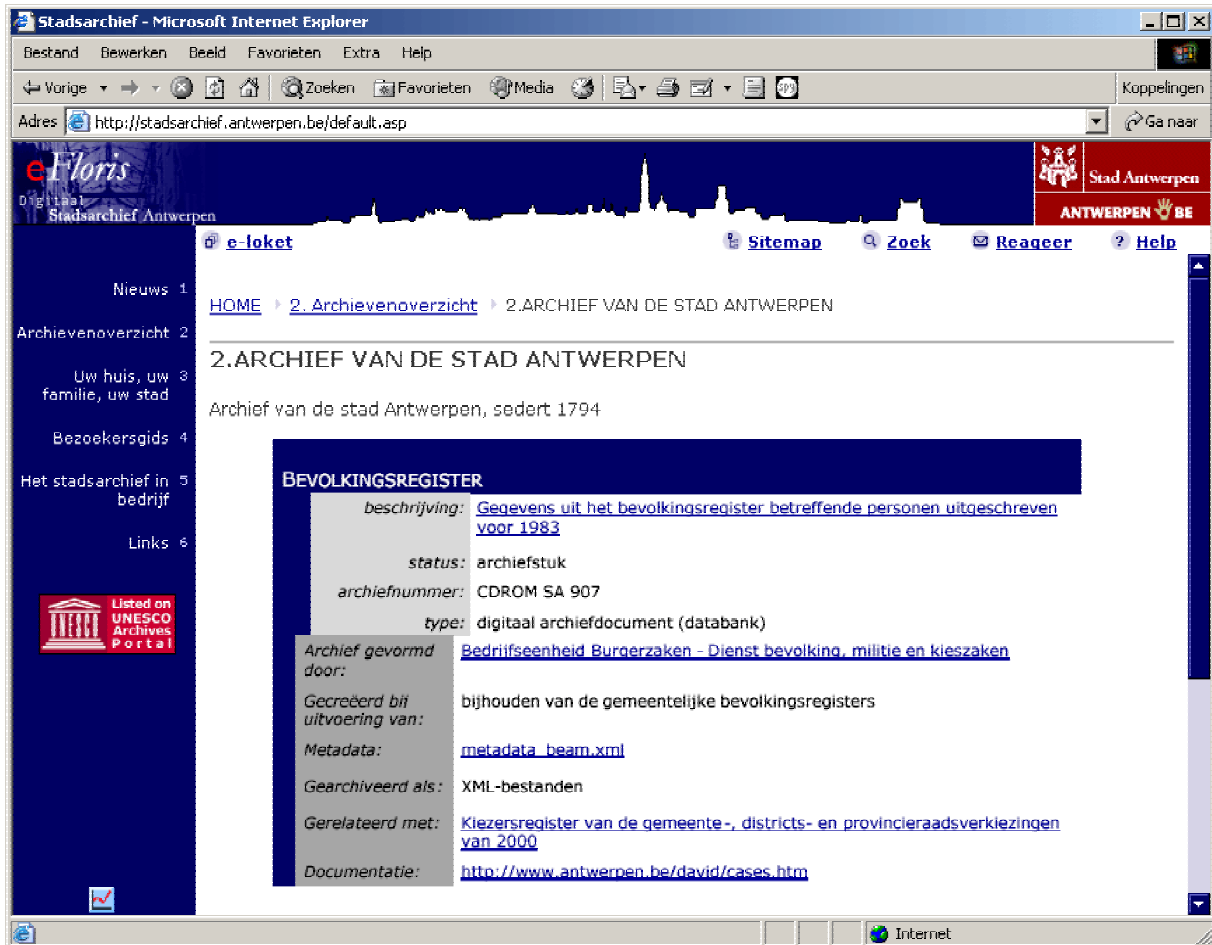 Stadsarchief - Microsoft Internet Explorer
Bestand Bewerken Beeld Favorieten Extra Help
Vorige Zoeken Favorieten Media Koppelingen
Adres http://stadsarchief.antwerpen.be/default.asp Ga naar
eFloris
Digitaal
Stadsarchief Antwerpen
Stad Antwerpen
ANTWERPEN BE
e-loket Sitemap Zoek Reageer Help
Nieuws 1
Archievenoverzicht 2
Uw huis, uw 3
familie, uw stad
Bezoekersgids 4
Het stadsarchief in 5
bedrijf
Links 6
Listed on
UNESCO
Archives
Portal
HOME 2. Archievenoverzicht 2.ARCHIEF VAN DE STAD ANTWERPEN
2.ARCHIEF VAN DE STAD ANTWERPEN
Archief van de stad Antwerpen, sedert 1794
BEVOLKINGSREGISTER
beschrijving: Gegevens uit het bevolkingsregister betreffende personen uitgeschreven
voor 1983
status: archiefstuk
archiefnummer: CDROM SA 907
type: digitaal archiefdocument (databank)
Archief gevormd Bedrijfseenheid Burgerzaken - Dienst bevolking, militie en kieszaken
door:
Gecreëerd bij bijhouden van de gemeentelijke bevolkingsregisters
uitvoering van:
Metadata: metadata_beam.xml
Gearchiveerd als: XML-bestanden
Gerelateerd met: Kiezersregister van de gemeente-, districts- en provincieraadsverkiezingen
van 2000
Documentatie: http://www.antwerpen.be/david/cases.htm
Internet